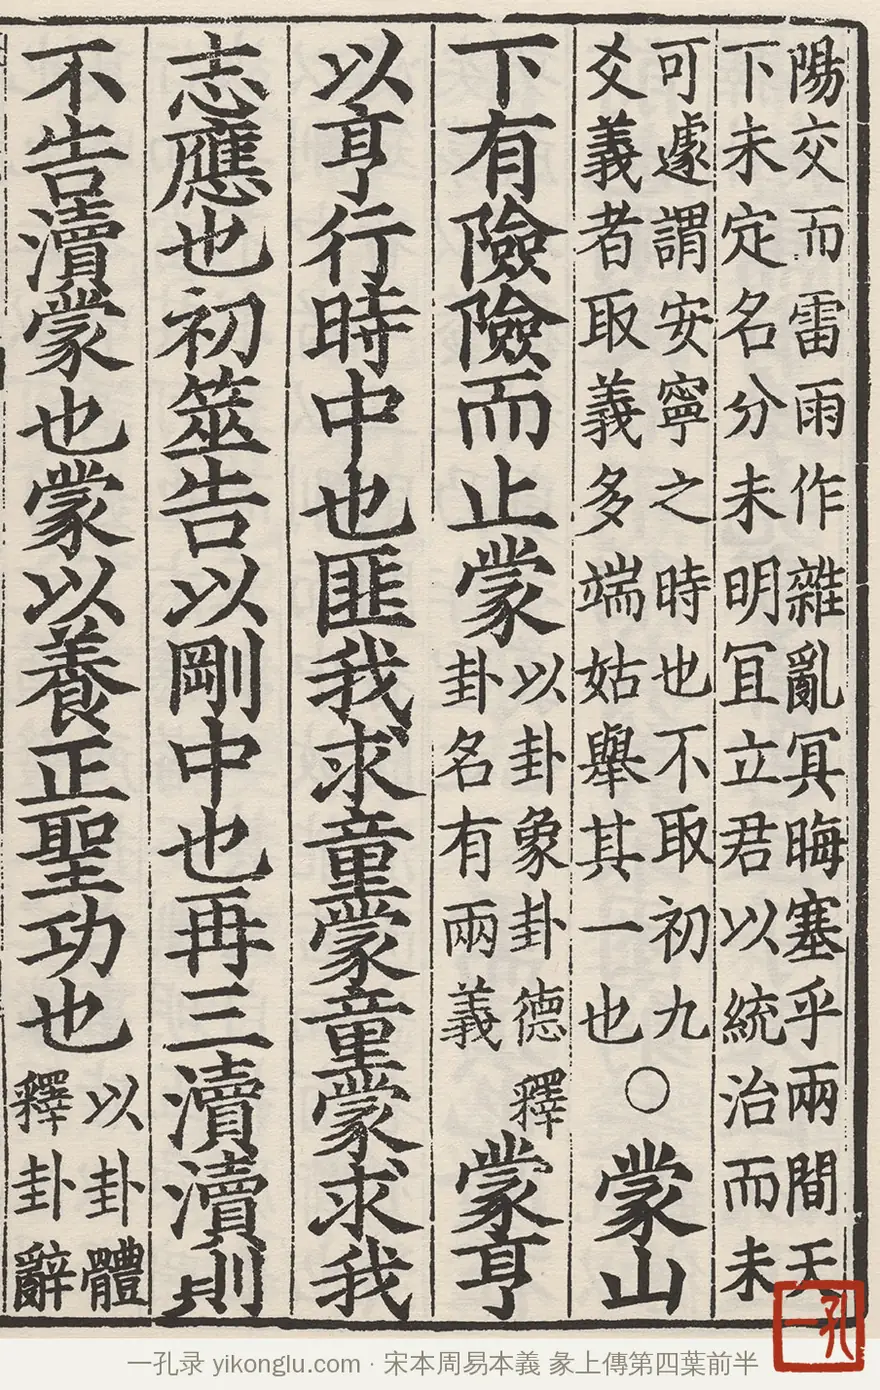 陽交而雷雨作雜亂冥晦塞乎兩間天
下未定名分未明冝立君以統治而未
可遽謂安寧之時也不取初九
爻義者取義多端姑舉其一也
○蒙山
下有險險而止蒙
以卦象卦德釋
卦名有兩義
蒙亨
以亨行時中也匪我求童蒙童蒙求我
志應也初筮告以剛中也再三瀆瀆則
不告瀆蒙也蒙以養正聖功也
以卦體
釋卦辭
一孔
一孔录 yikonglu.com · 宋本周易本義 彖上傳第四葉前半